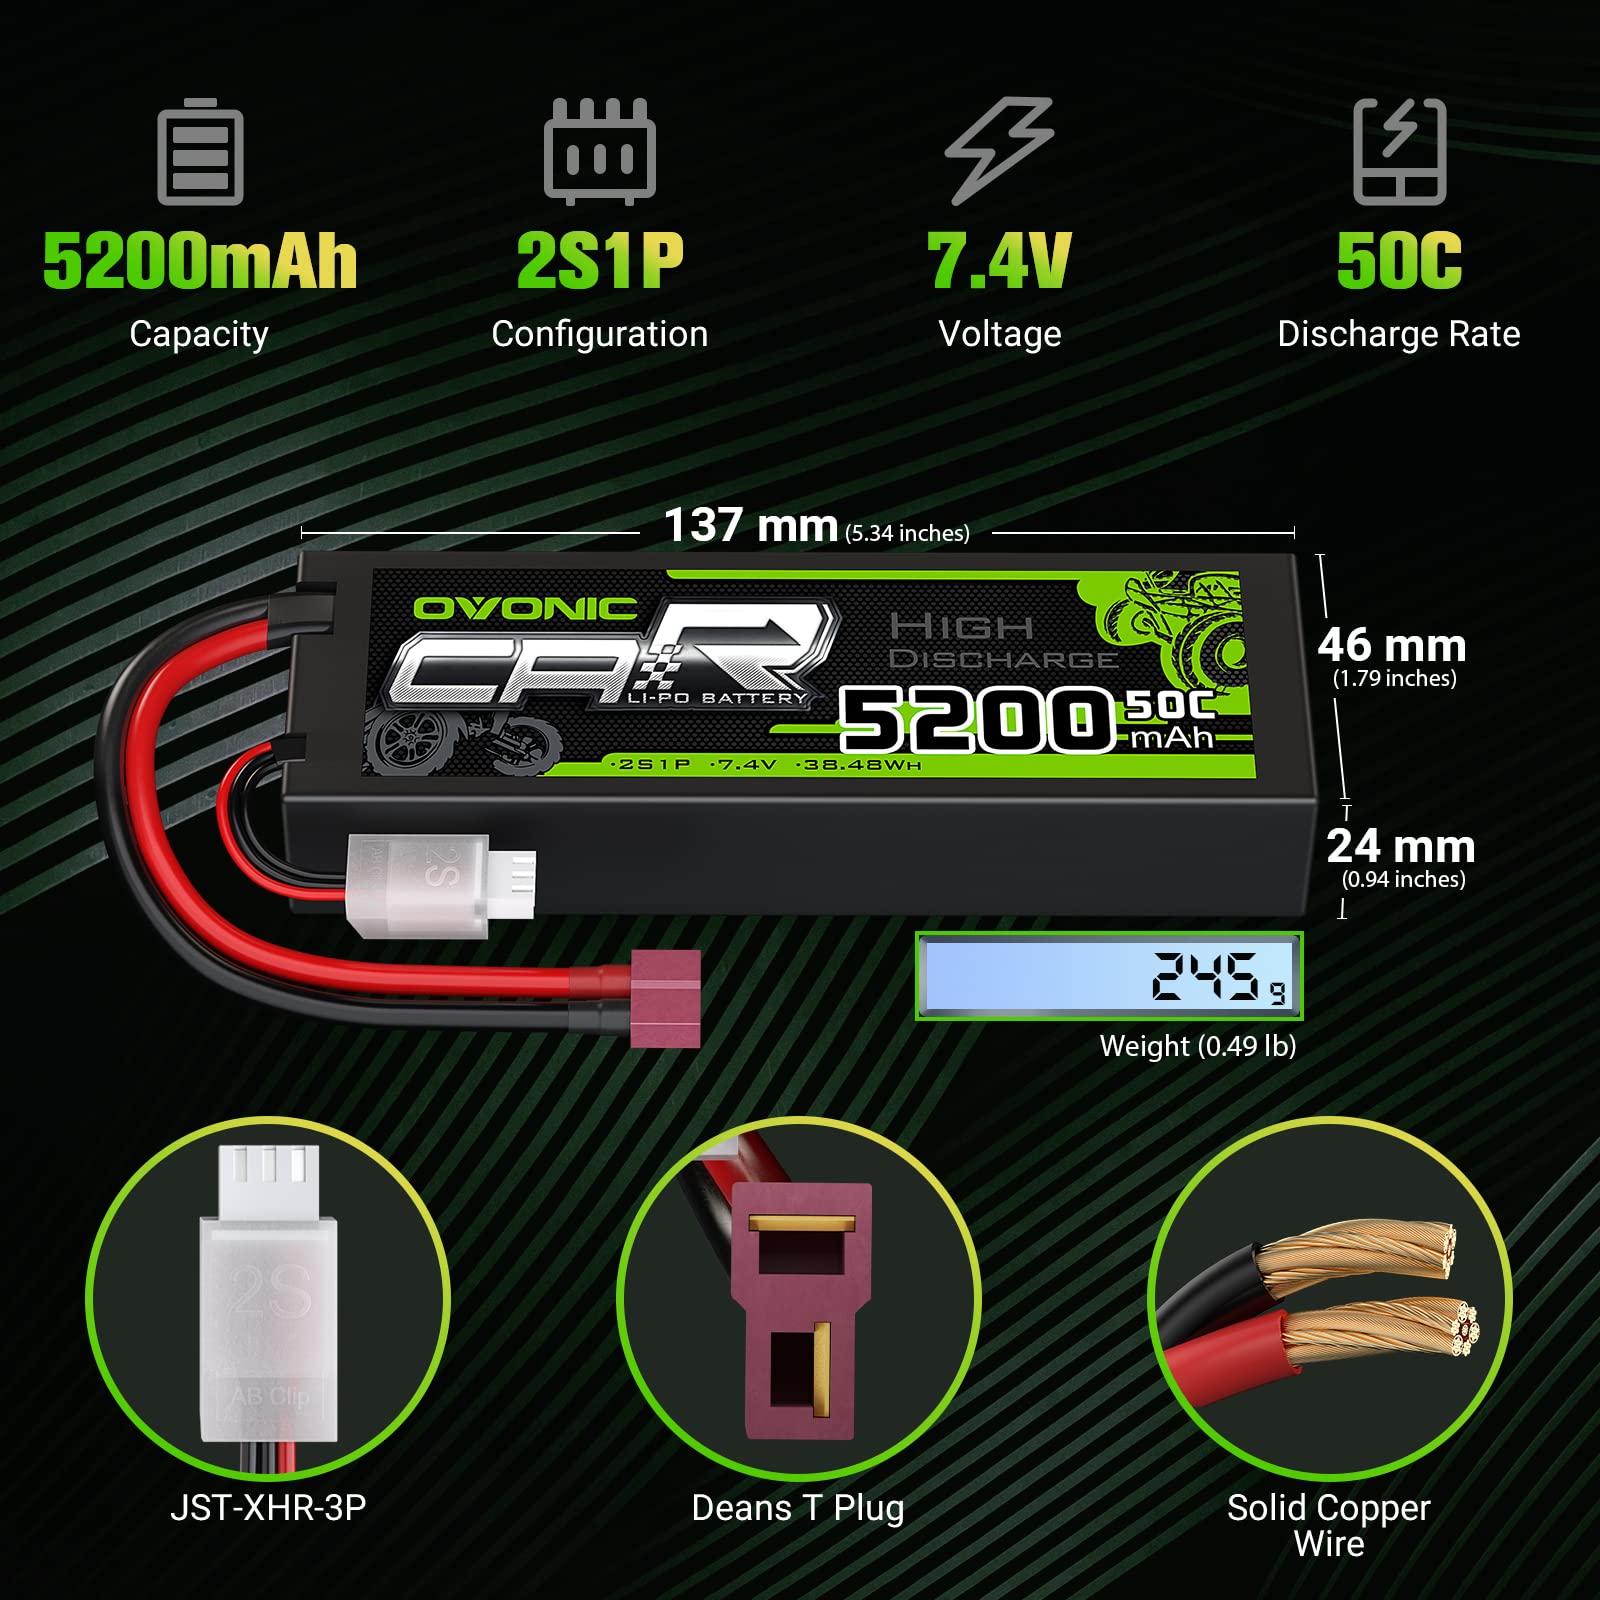 5200mAh
Capacity
2S1P
Configuration
7.4V
Voltage
50C
Discharge Rate
137 mm (5.34 inches)
OVONIC
CAR
LI-PO BATTERY
HIGH
DISCHARGE
5200 50C
mAh
·2S1P ·7.4V ·38.48WH
46 mm
(1.79 inches)
24 mm
(0.94 inches)
2S
245 g
Weight (0.49 lb)
2S
AB Clip
JST-XHR-3P
Deans T Plug
Solid Copper
Wire